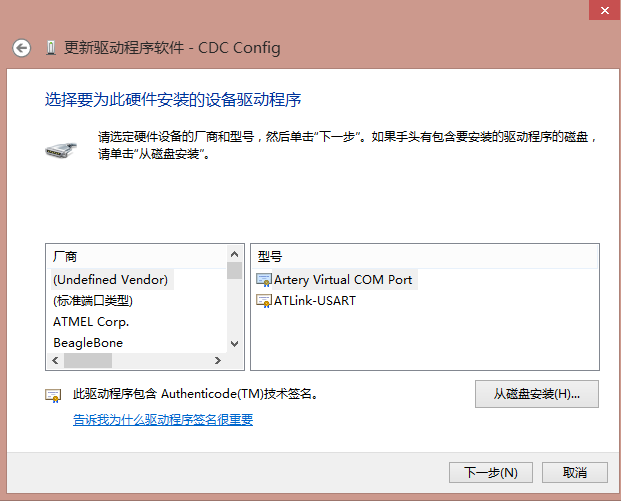 更新驱动程序软件 - CDC Config
选择要为此硬件安装的设备驱动程序
请选定硬件设备的厂商和型号，然后单击“下一步”。如果手头有包含要安装的驱动程序的磁盘，
请单击“从磁盘安装”。
厂商
(Undefined Vendor)
(标准端口类型)
ATMEL Corp.
BeagleBone
型号
Artery Virtual COM Port
ATLink-USART
此驱动程序包含 Authenticode(TM)技术签名。
从磁盘安装(H)...
告诉我为什么驱动程序签名很重要
下一步(N)
取消